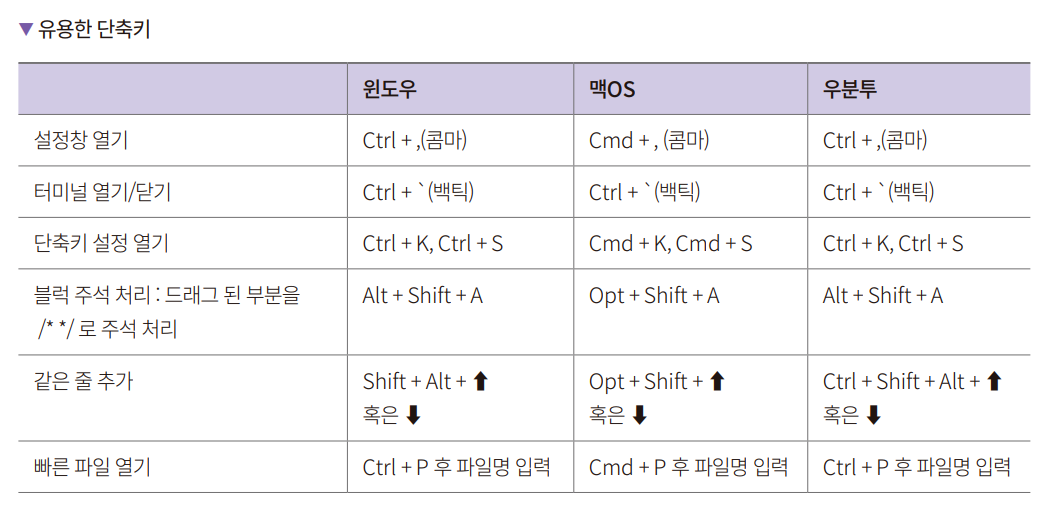 ▼ 유용한 단축키
윈도우 맥OS 우분투
설정창 열기 Ctrl + ,(콤마) Cmd + , (콤마) Ctrl + ,(콤마)
터미널 열기/닫기 Ctrl + `(백틱) Ctrl + `(백틱) Ctrl + `(백틱)
단축키 설정 열기 Ctrl + K, Ctrl + S Cmd + K, Cmd + S Ctrl + K, Ctrl + S
블럭 주석 처리 : 드래그 된 부분을 Alt + Shift + A Opt + Shift + A Alt + Shift + A
/* */ 로 주석 처리
같은 줄 추가 Shift + Alt + ⬆ Opt + Shift + ⬆ Ctrl + Shift + Alt + ⬆
혹은 ⬇ 혹은 ⬇ 혹은 ⬇
빠른 파일 열기 Ctrl + P 후 파일명 입력 Cmd + P 후 파일명 입력 Ctrl + P 후 파일명 입력